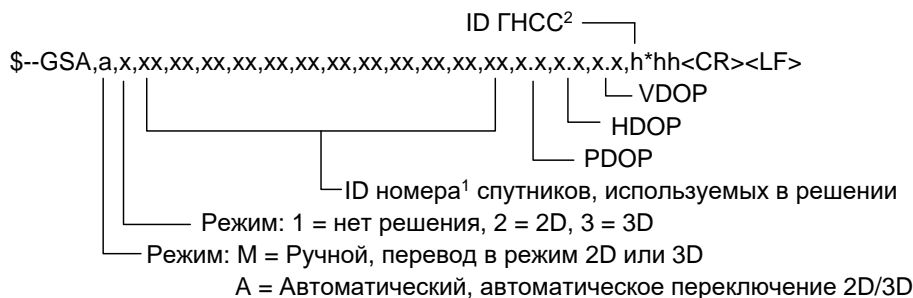 ID ГНСС²
$--GSA,a,x,xx,xx,xx,xx,xx,xx,xx,xx,xx,xx,xx,xx,x.x,x.x,x.x,h*hh<CR><LF>
VDOP
HDOP
PDOP
ID номера¹ спутников, используемых в решении
Режим: 1 = нет решения, 2 = 2D, 3 = 3D
Режим: M = Ручной, перевод в режим 2D или 3D
A = Автоматический, автоматическое переключение 2D/3D